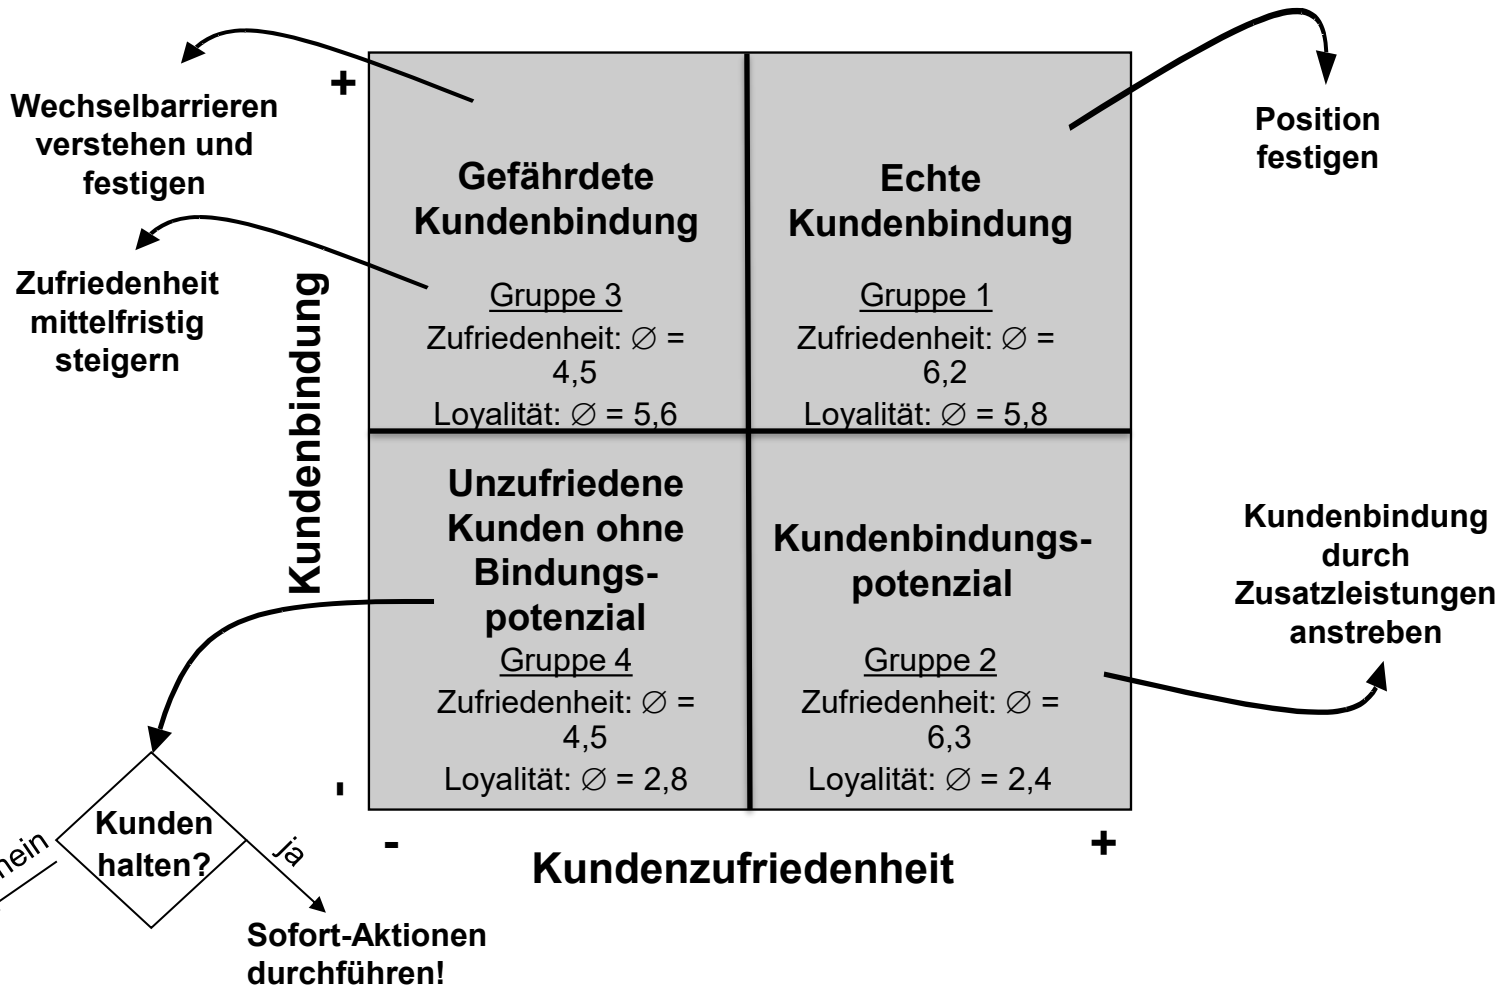 Wechselbarrieren
verstehen und
festigen
Zufriedenheit
mittelfristig
steigern
+
Kundenbindung
-
Gefährdete
Kundenbindung
Gruppe 3
Zufriedenheit: ∅ =
4,5
Loyalität: ∅ = 5,6
Echte
Kundenbindung
Gruppe 1
Zufriedenheit: ∅ =
6,2
Loyalität: ∅ = 5,8
Position
festigen
Unzufriedene
Kunden ohne
Bindungs-
potenzial
Gruppe 4
Zufriedenheit: ∅ =
4,5
Loyalität: ∅ = 2,8
Kundenbindungs-
potenzial
Gruppe 2
Zufriedenheit: ∅ =
6,3
Loyalität: ∅ = 2,4
Kundenbindung
durch
Zusatzleistungen
anstreben
-
Kundenzufriedenheit
+
Kunden
halten?
nein
ja
Sofort-Aktionen
durchführen!